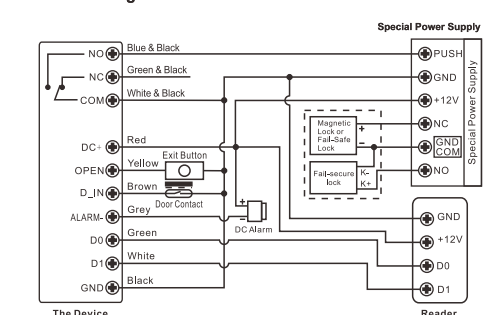 Special Power Supply
NO
Blue & Black
NC
Green & Black
COM
White & Black
DC+
Red
OPEN
Yellow
Exit Button
D_IN
Brown
Door Contact
ALARM-
Grey
+
−
DC Alarm
D0
Green
D1
White
GND
Black
The Device
Magnetic
Lock or
Fail-Safe
Lock
+
−
Fail-secure
lock
K-
K+
PUSH
GND
+12V
NC
GND
COM
NO
Special Power Supply
GND
+12V
D0
D1
Reader